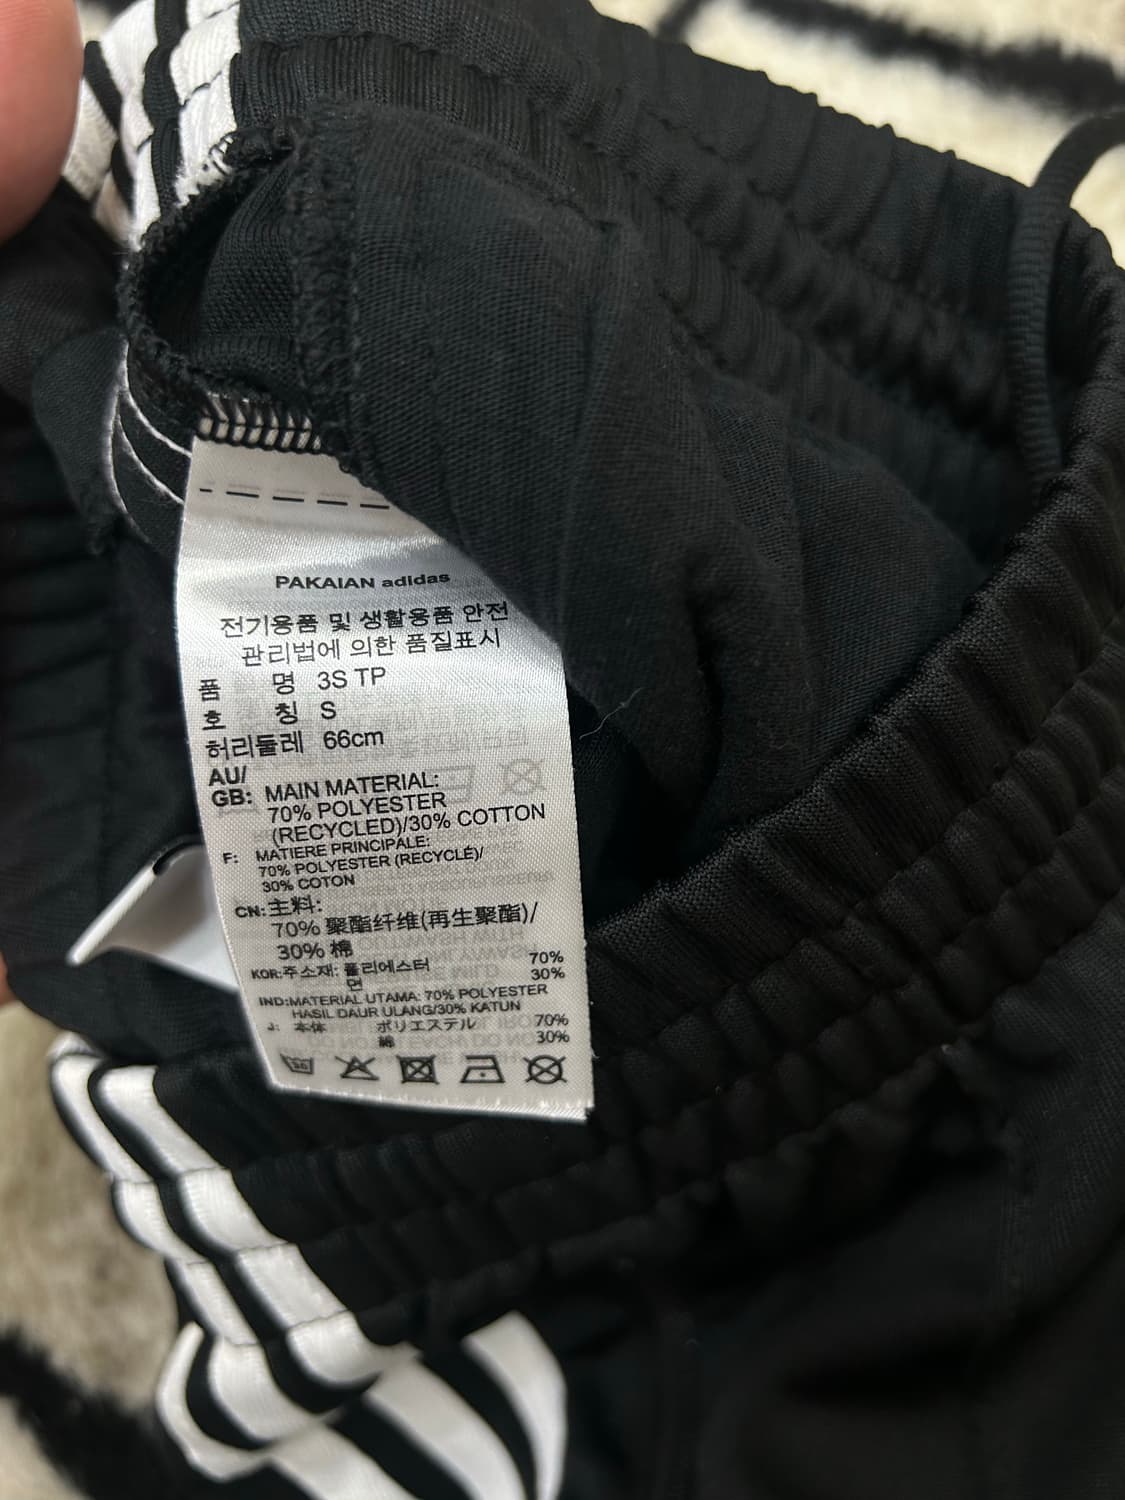 PAKAIAN adidas
전기용품 및 생활용품 안전
관리법에 의한 품질표시
품 명 3S TP
호 칭 S
허리둘레 66cm
AU/
GB: MAIN MATERIAL:
70% POLYESTER
(RECYCLED)/30% COTTON
F: MATIERE PRINCIPALE:
70% POLYESTER (RECYCLÉ)/
30% COTON
CN: 主料:
70% 聚酯纤维(再生聚酯)/
30% 棉
KOR: 주소재: 폴리에스터 70%
면 30%
IND: MATERIAL UTAMA: 70% POLYESTER
HASIL DAUR ULANG/30% KATUN
J: 本体 ポリエステル 70%
綿 30%